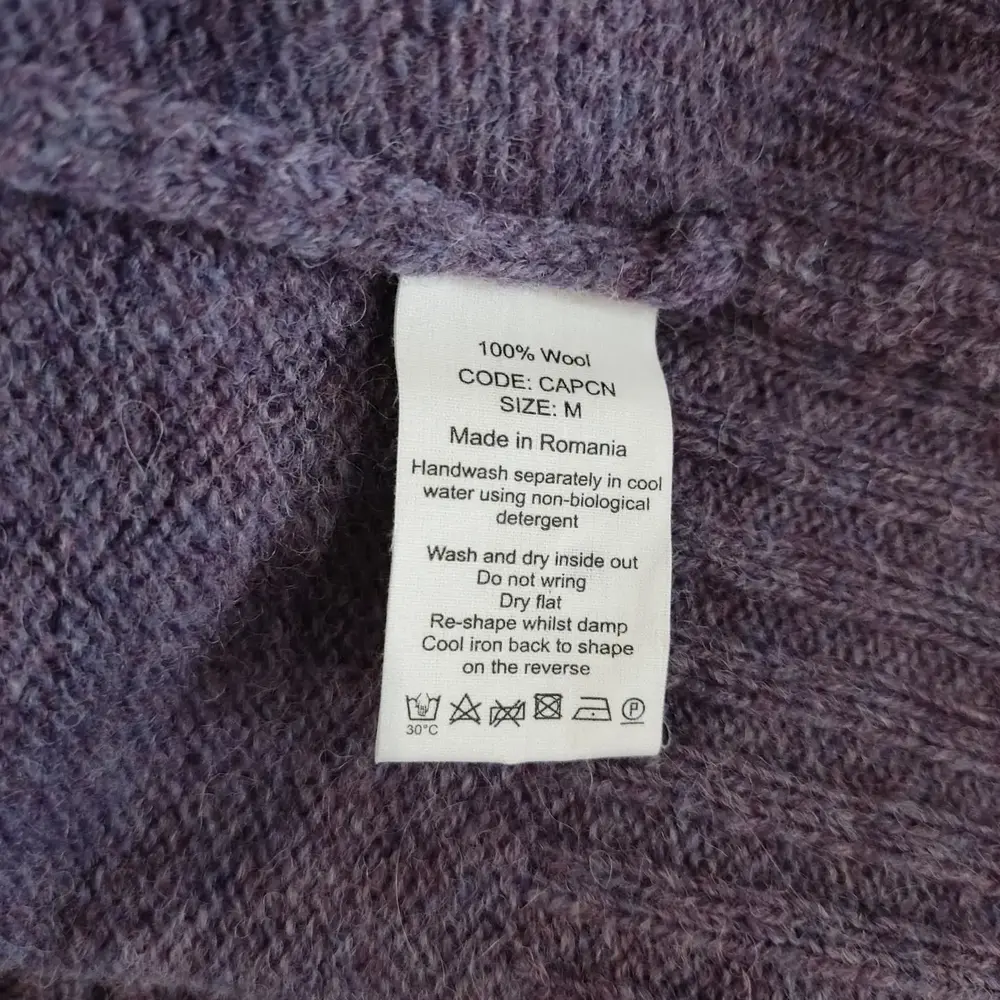 100% Wool
CODE: CAPCN
SIZE: M
Made in Romania
Handwash separately in cool
water using non-biological
detergent
Wash and dry inside out
Do not wring
Dry flat
Re-shape whilst damp
Cool iron back to shape
on the reverse
30°C
P